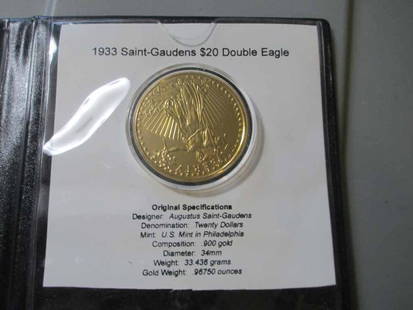 1933 Saint-Gaudens $20 Double Eagle
Original Specifications
Designer: Augustus Saint-Gaudens
Denomination: Twenty Dollars
Mint: U.S. Mint in Philadelphia
Composition: .900 gold
Diameter: 34mm
Weight: 33.436 grams
Gold Weight: .96750 ounces